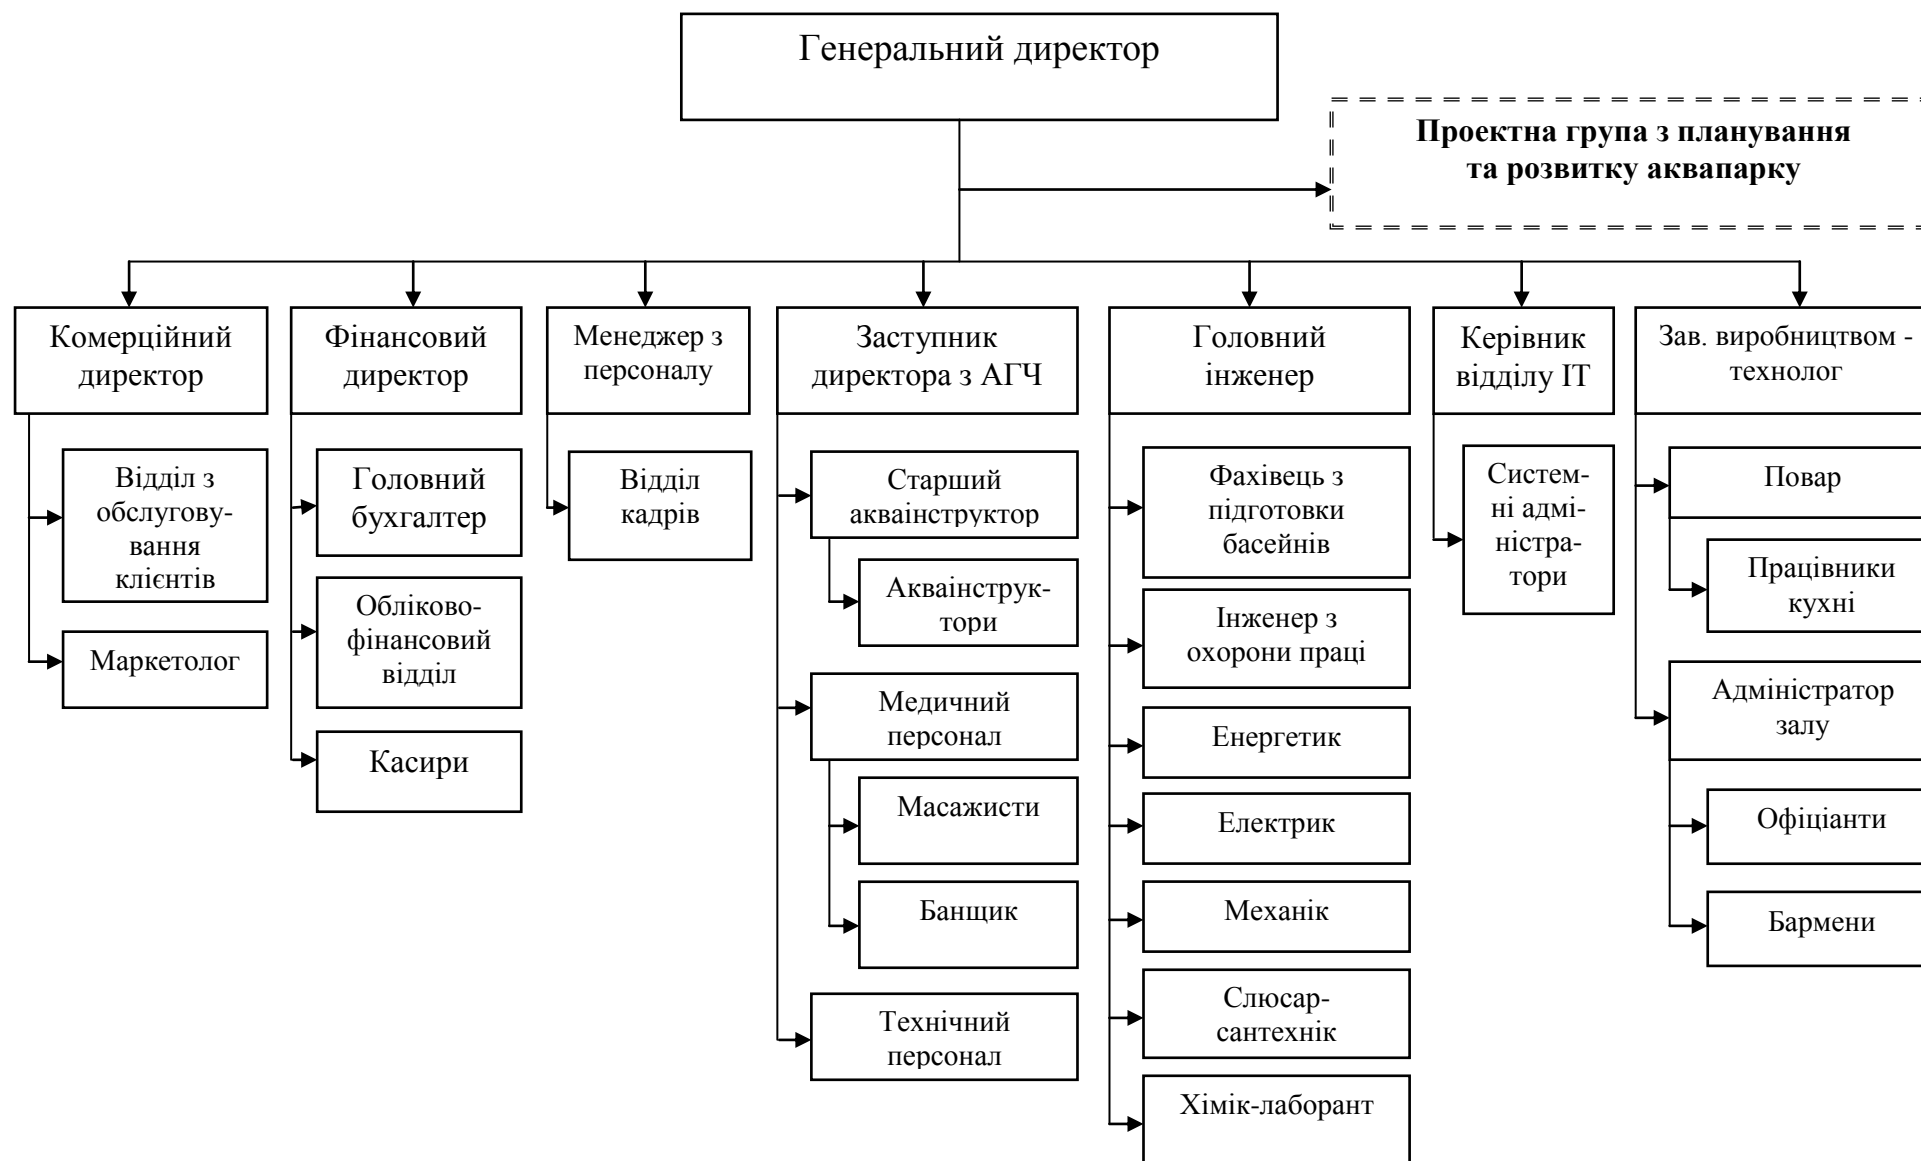 Генеральний директор
Проектна група з планування
та розвитку аквапарку
Комерційний
директор
Фінансовий
директор
Менеджер з
персоналу
Заступник
директора з АГЧ
Головний
інженер
Керівник
відділу ІТ
Зав. виробництвом -
технолог
Відділ з
обслугову-
вання
клієнтів
Маркетолог
Головний
бухгалтер
Обліково-
фінансовий
відділ
Касири
Відділ
кадрів
Старший
акваінструктор
Акваінструк-
тори
Медичний
персонал
Масажисти
Банщик
Технічний
персонал
Фахівець з
підготовки
басейнів
Інженер з
охорони праці
Енергетик
Електрик
Механік
Слюсар-
сантехнік
Хімік-лаборант
Систем-
ні адмі-
ністра-
тори
Повар
Працівники
кухні
Адміністратор
залу
Офіціанти
Бармени